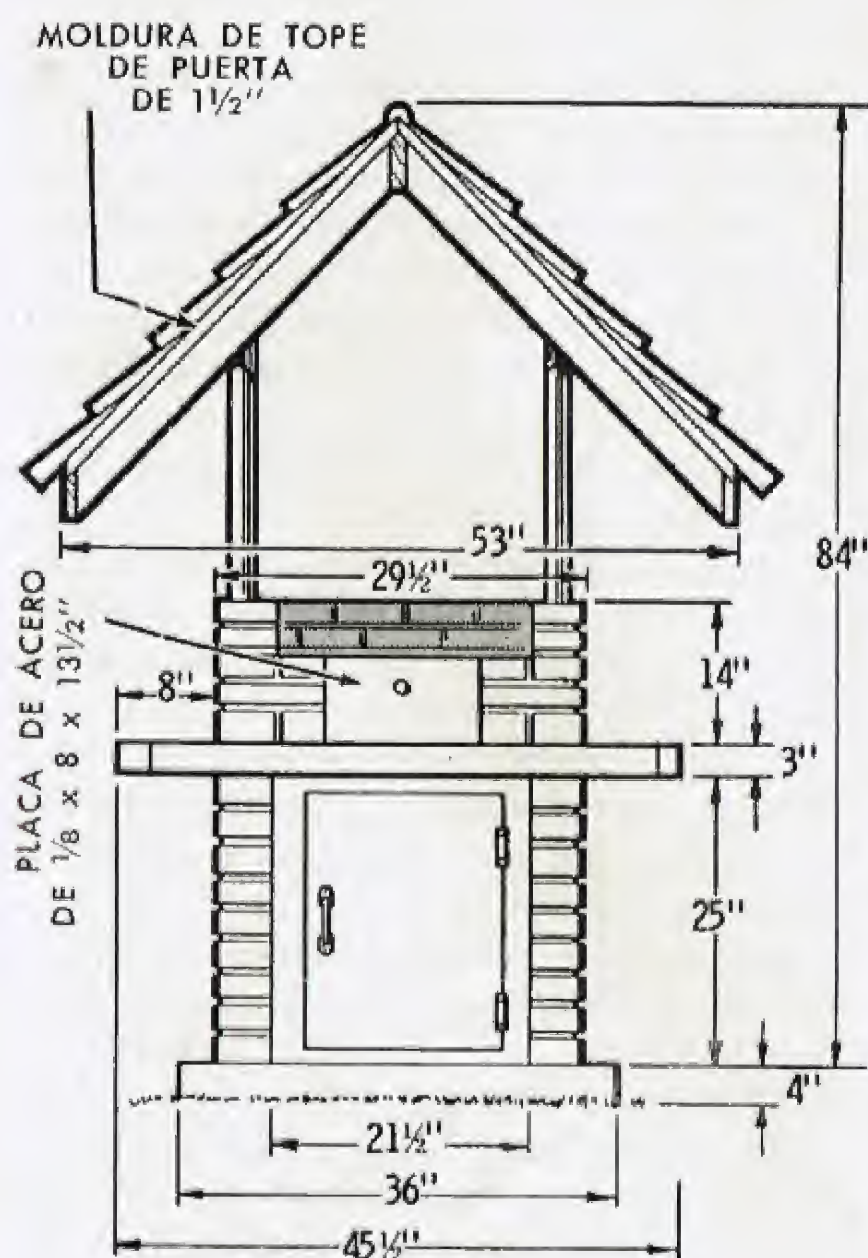 MOLDURA DE TOPE
DE PUERTA
DE 1½"
53"
84"
29½"
PLACA DE ACERO
DE ⅛ x 8 x 13½"
8"
14"
3"
25"
4"
21½"
36"
45½"